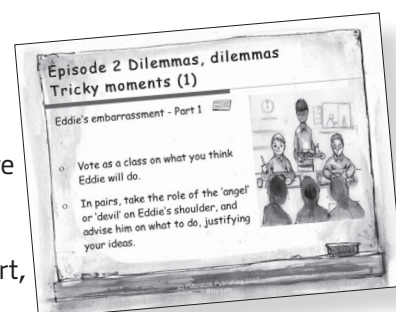 Episode 2 Dilemmas, dilemmas
Tricky moments (1)
Eddie's embarrassment - Part 1
o Vote as a class on what you think
Eddie will do.
o In pairs, take the role of the 'angel'
or 'devil' on Eddie's shoulder, and
advise him on what to do, justifying
your ideas.
re
rt,